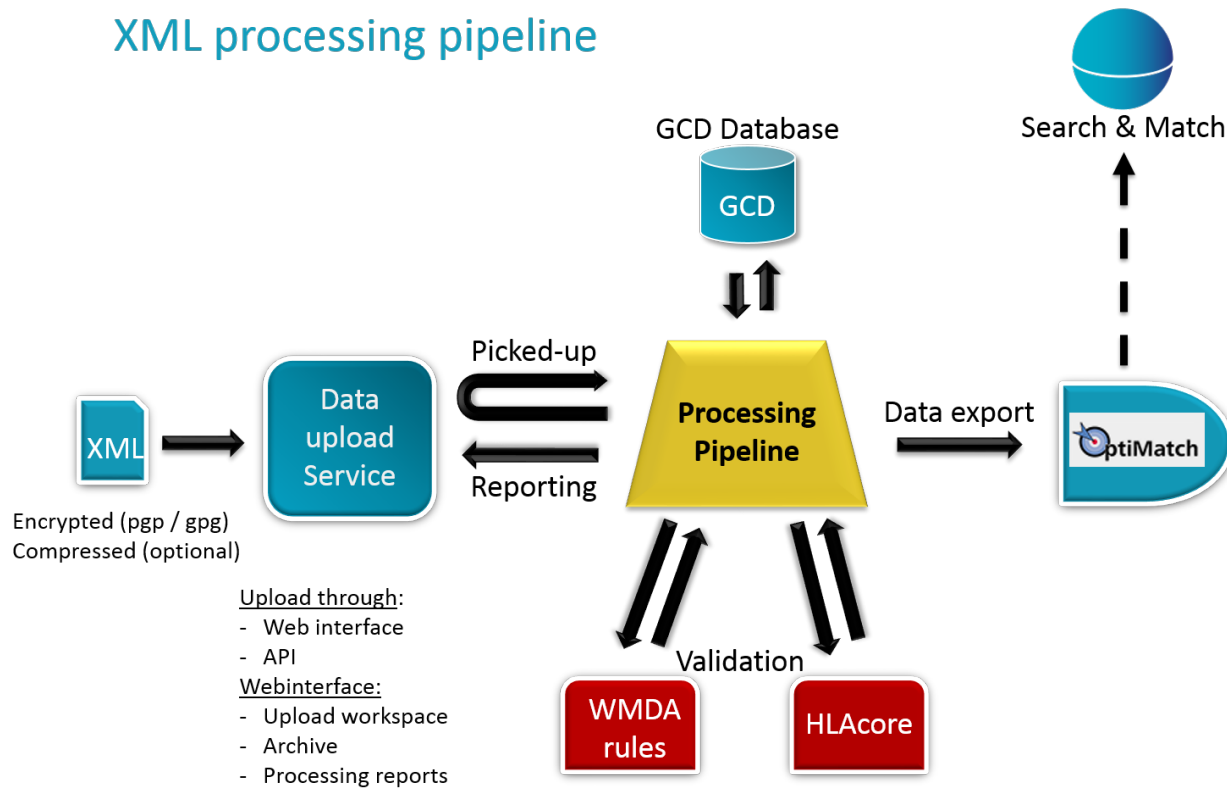 XML processing pipeline
Search & Match
GCD Database
GCD
Picked-up
Data
upload
Service
XML
Processing
Pipeline
Data export
OptiMatch
Reporting
Encrypted (pgp / gpg)
Compressed (optional)
Upload through:
- Web interface
- API
Webinterface:
- Upload workspace
- Archive
- Processing reports
Validation
WMDA
rules
HLAcore